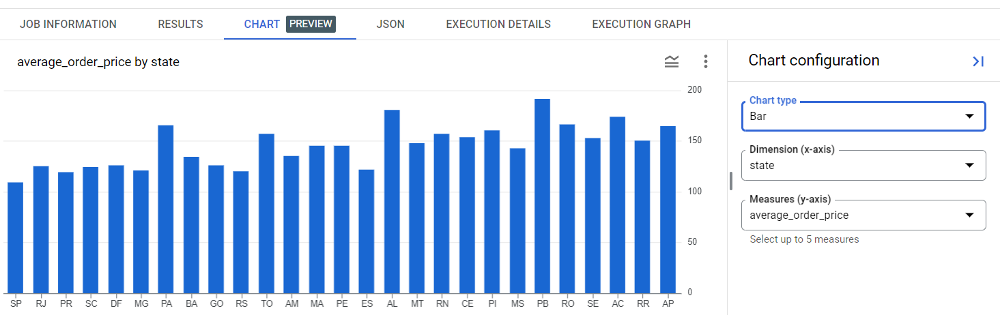 JOB INFORMATION RESULTS CHART PREVIEW JSON EXECUTION DETAILS EXECUTION GRAPH
average_order_price by state
200
150
100
50
0
SP RJ PR SC DF MG PA BA GO RS TO AM MA PE ES AL MT RN CE PI MS PB RO SE AC RR AP
Chart configuration
Chart type
Bar
Dimension (x-axis)
state
Measures (y-axis)
average_order_price
Select up to 5 measures